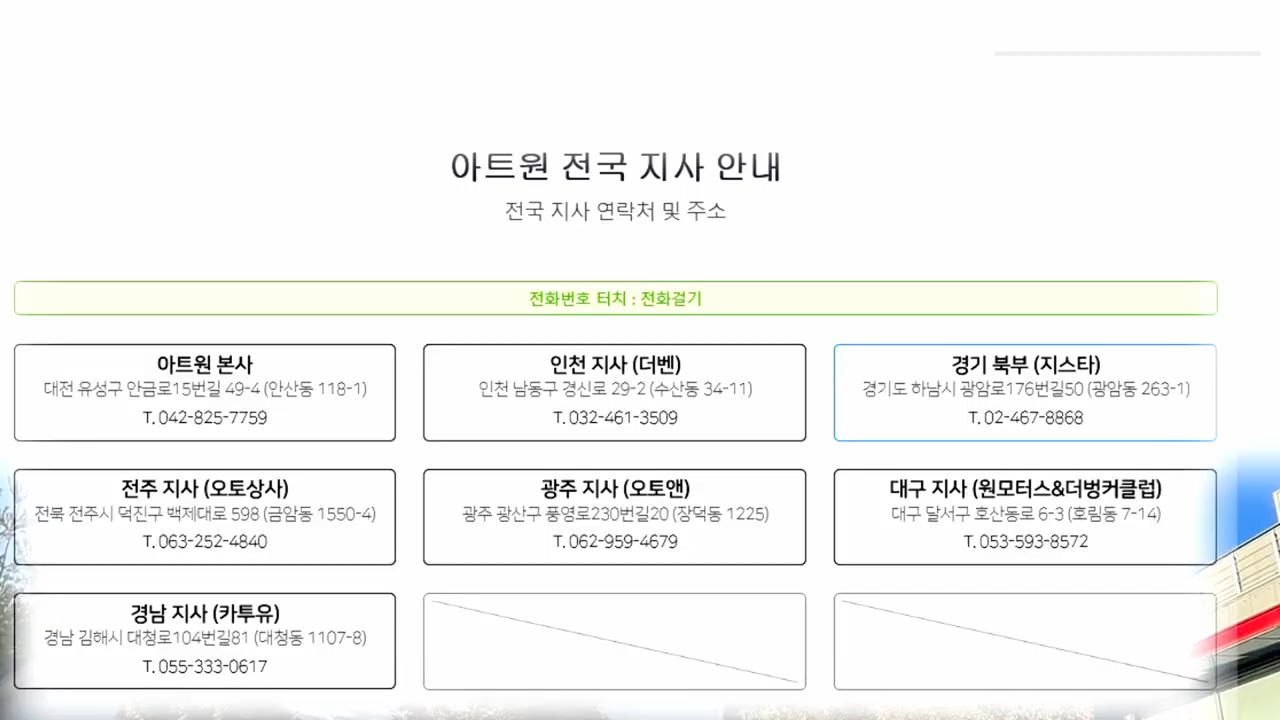 아트원 전국 지사 안내
전국 지사 연락처 및 주소
전화번호 터치 : 전화걸기
아트원 본사
대전 유성구 안금로15번길 49-4 (안산동 118-1)
T. 042-825-7759
인천 지사 (더벤)
인천 남동구 경신로 29-2 (수산동 34-11)
T. 032-461-3509
경기 북부 (지스타)
경기도 하남시 광암로176번길50 (광암동 263-1)
T. 02-467-8868
전주 지사 (오토상사)
전북 전주시 덕진구 백제대로 598 (금암동 1550-4)
T. 063-252-4840
광주 지사 (오토앤)
광주 광산구 풍영로230번길20 (장덕동 1225)
T. 062-959-4679
대구 지사 (원모터스&더벙커클럽)
대구 달서구 호산동로 6-3 (호림동 7-14)
T. 053-593-8572
경남 지사 (카투유)
경남 김해시 대청로104번길81 (대청동 1107-8)
T. 055-333-0617